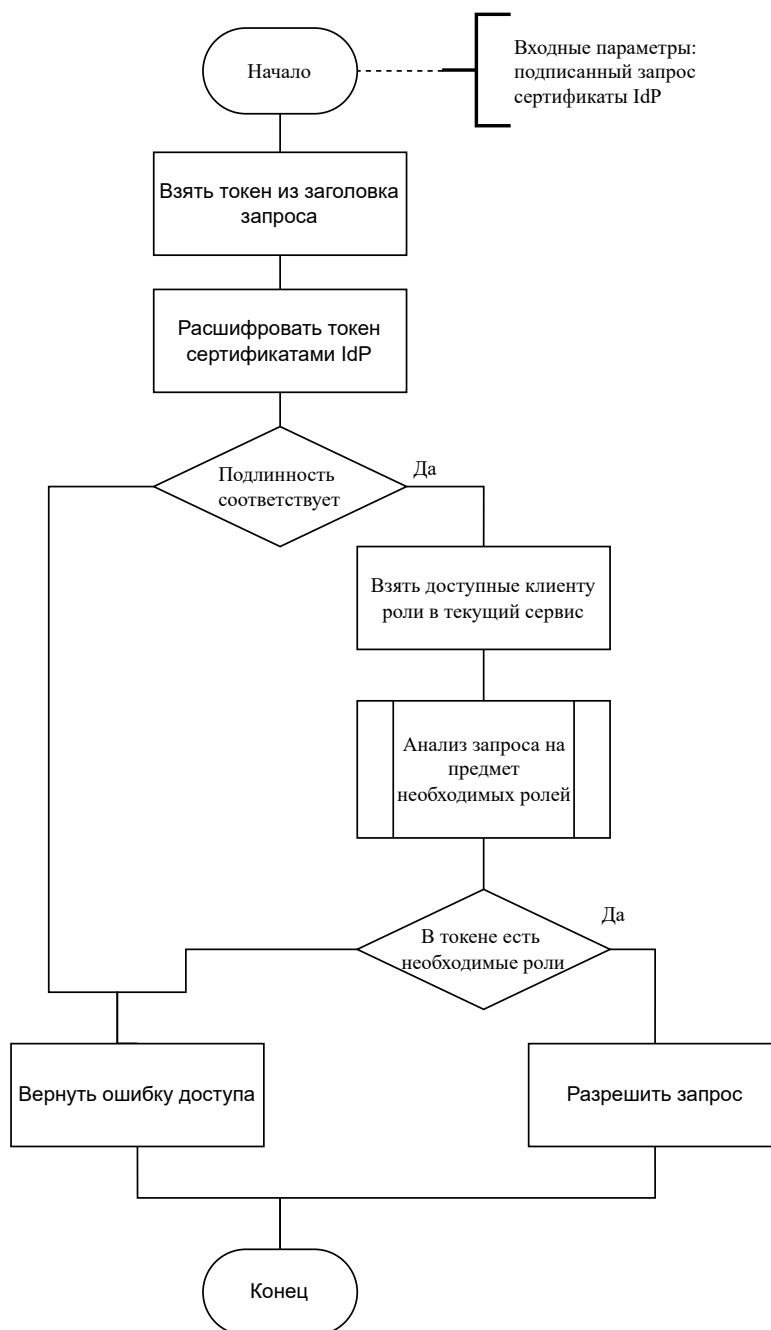 Начало
Входные параметры:
подписанный запрос
сертификаты IdP
Взять токен из заголовка
запроса
Расшифровать токен
сертификатами IdP
Подлинность
соответствует
Да
Взять доступные клиенту
роли в текущий сервис
Анализ запроса на
предмет
необходимых ролей
В токене есть
необходимые роли
Да
Вернуть ошибку доступа
Разрешить запрос
Конец